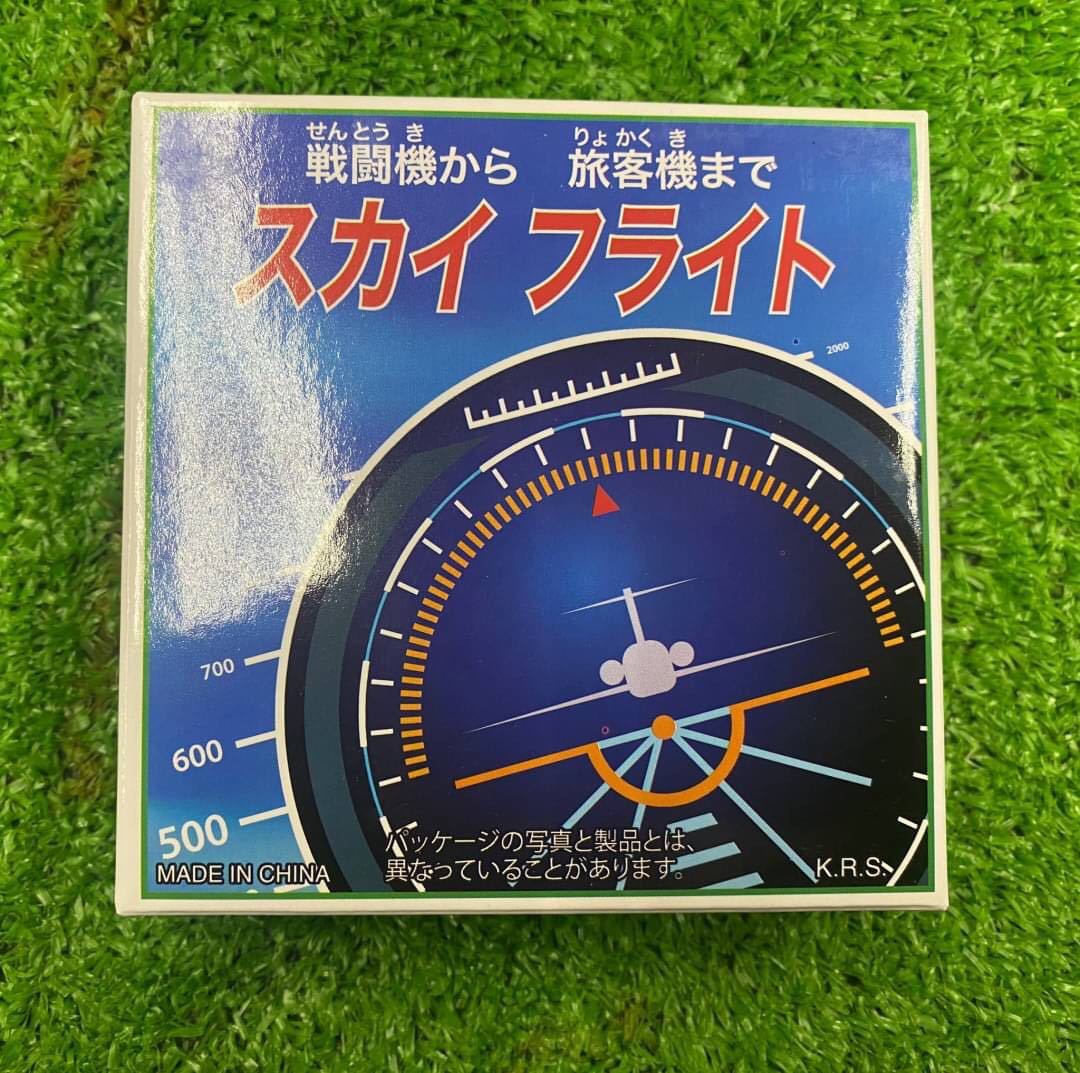 せんとうき りょかくき
戦闘機から 旅客機まで
スカイ フライト
2000
700
600
500
パッケージの写真と製品とは、
異なっていることがあります。
MADE IN CHINA
K.R.S.